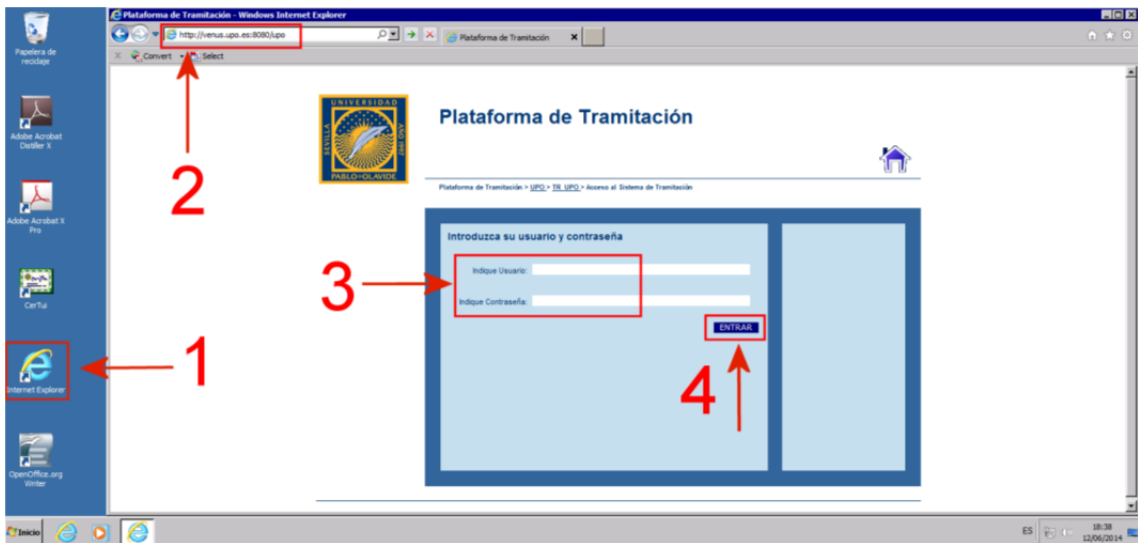 Plataforma de Tramitación - Windows Internet Explorer
http://venus.upo.es:8080/upo
Plataforma de Tramitación
Convert
Select
Papelera de
reciclaje
Adobe Acrobat
Distiller X
Adobe Acrobat X
Pro
CerTui
Internet Explorer
OpenOffice.org
Writer
1
2
UNIVERSIDAD
SEVILLA
AÑO 1997
PABLO·OLAVIDE
Plataforma de Tramitación
Plataforma de Tramitación > UPO > TR_UPO > Acceso al Sistema de Tramitación
Introduzca su usuario y contraseña
3
Indique Usuario:
Indique Contraseña:
ENTRAR
4
Inicio
ES
18:38
12/06/2014